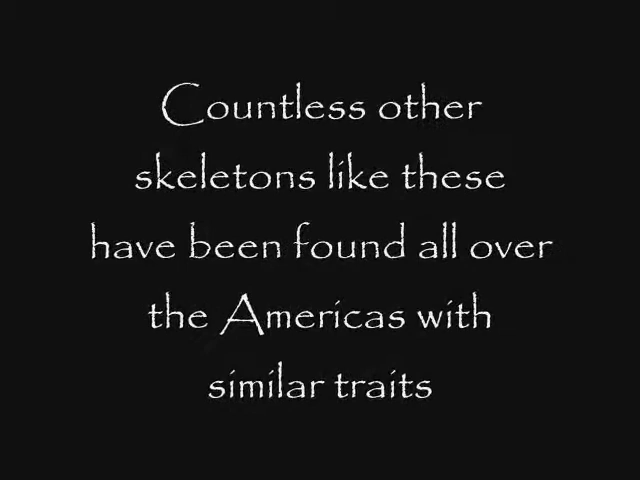 Countless other
skeletons like these
have been found all over
the Americas with
similar traits